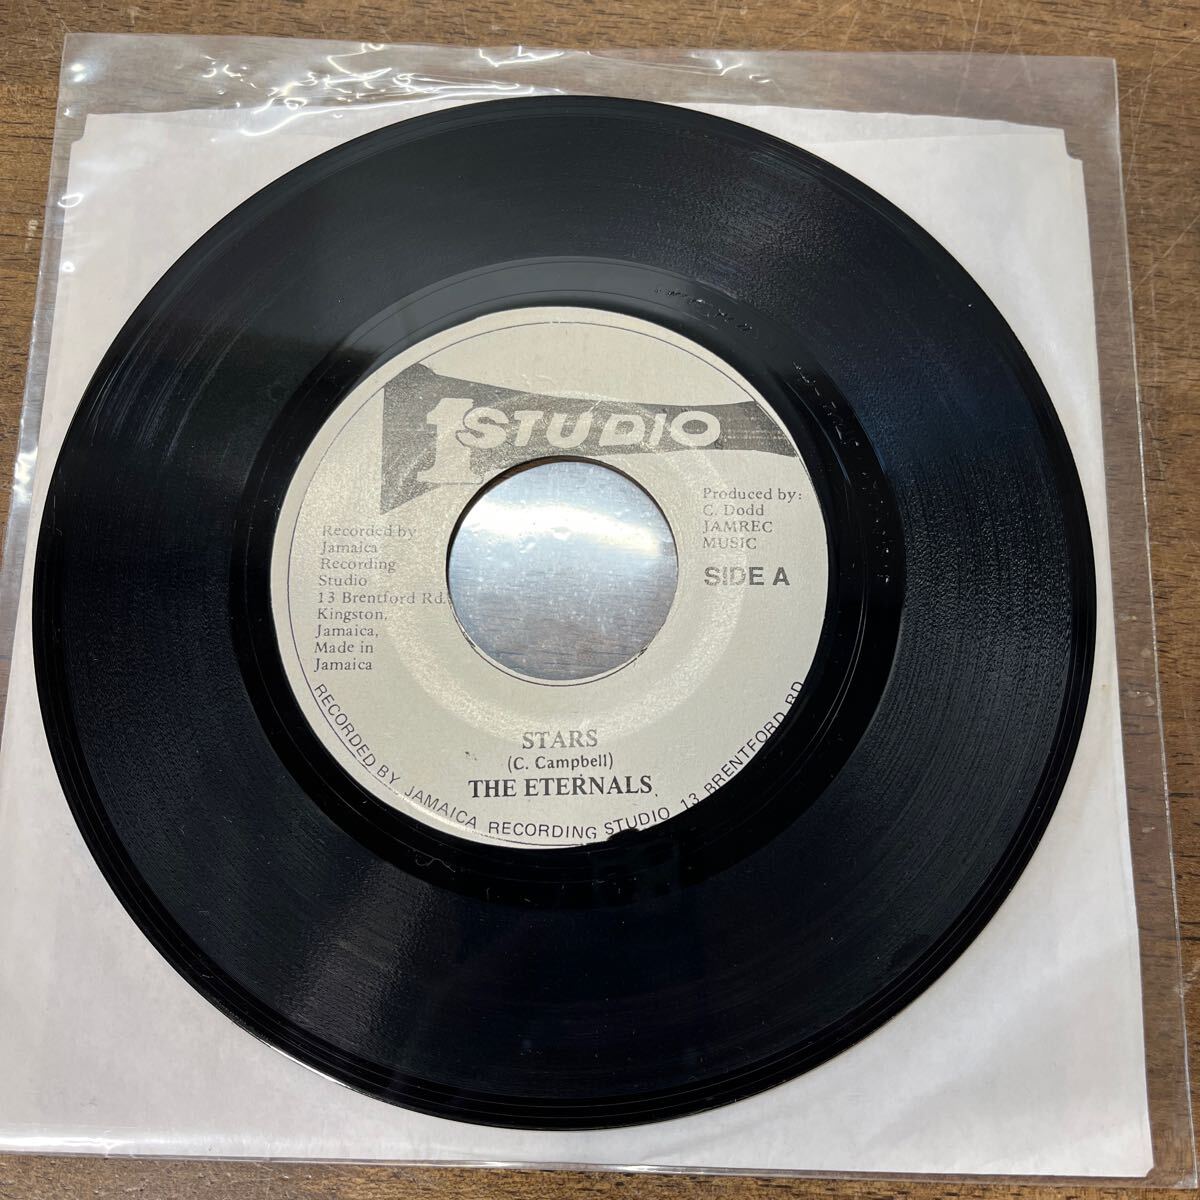 1 STUDIO
Recorded by
Jamaica
Recording
Studio
13 Brentford Rd.
Kingston,
Jamaica,
Made in
Jamaica
Produced by:
C. Dodd
JAMREC
MUSIC
SIDE A
STARS
(C. Campbell)
THE ETERNALS
RECORDED BY JAMAICA RECORDING STUDIO 13 BRENTFORD RD